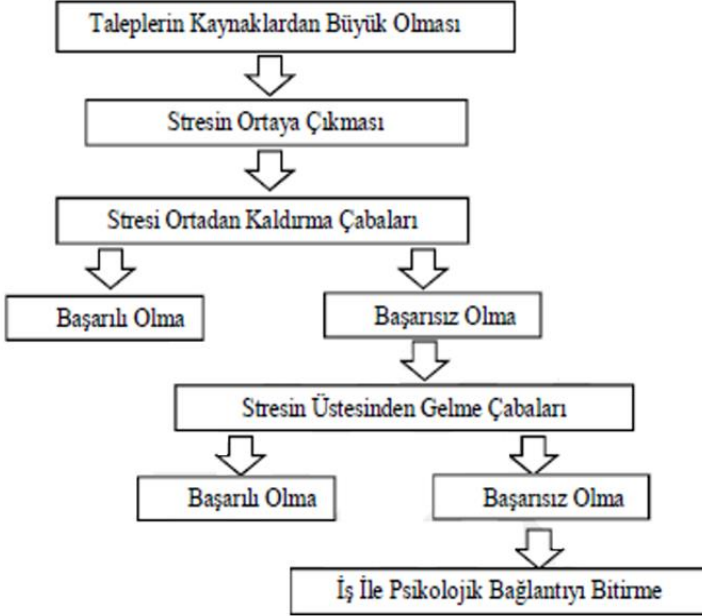 Taleplerin Kaynaklardan Büyük Olması
Stresin Ortaya Çıkması
Stresi Ortadan Kaldırma Çabaları
Başarılı Olma
Başarısız Olma
Stresin Üstesinden Gelme Çabaları
Başarılı Olma
Başarısız Olma
İş İle Psikolojik Bağlantıyı Bitirme